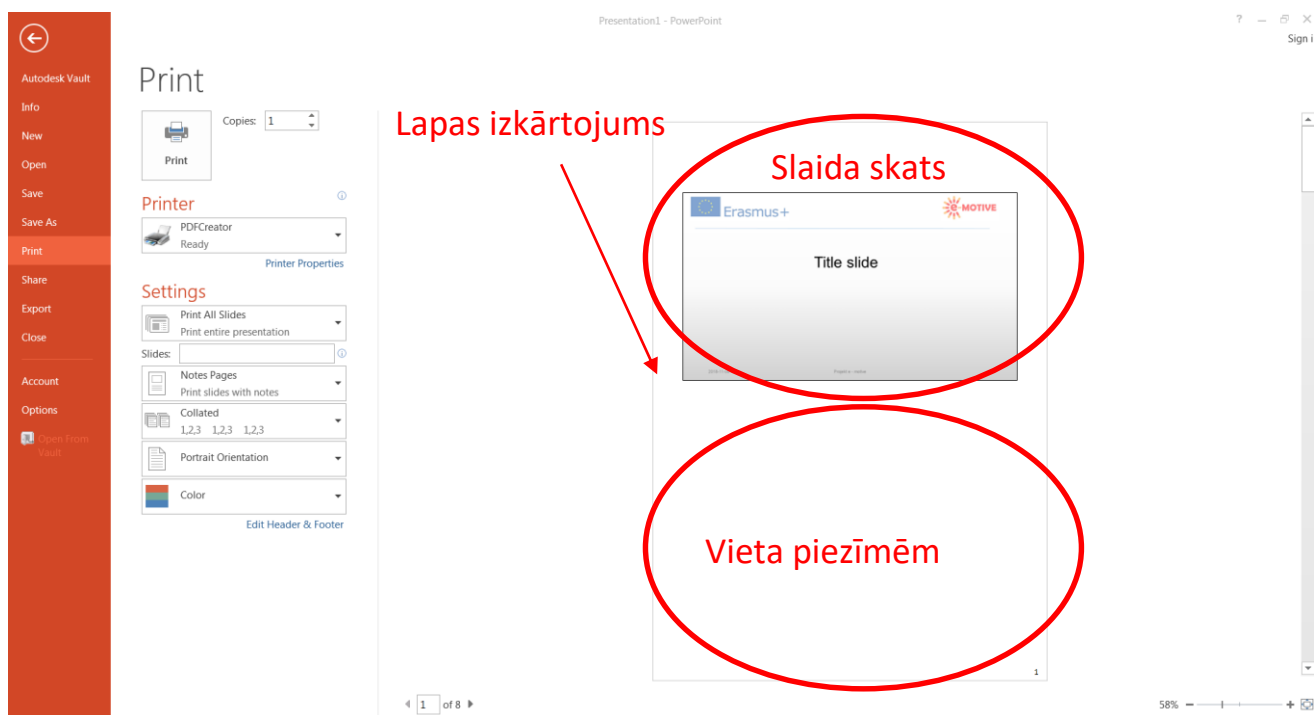 Presentation1 - PowerPoint
? 
Sign i
Autodesk Vault
Info
New
Open
Save
Save As
Print
Share
Export
Close
Account
Options
Open From
Vault
Print
Copies: 1
Print
Printer
PDFCreator
Ready
Printer Properties
Settings
Print All Slides
Print entire presentation
Slides:
Notes Pages
Print slides with notes
Collated
1,2,3 1,2,3 1,2,3
Portrait Orientation
Color
Edit Header & Footer
Lapas izkārtojums
Slaida skats
Erasmus+
e-MOTIVE
Title slide
Vieta piezīmēm
1
1 of 8
58%